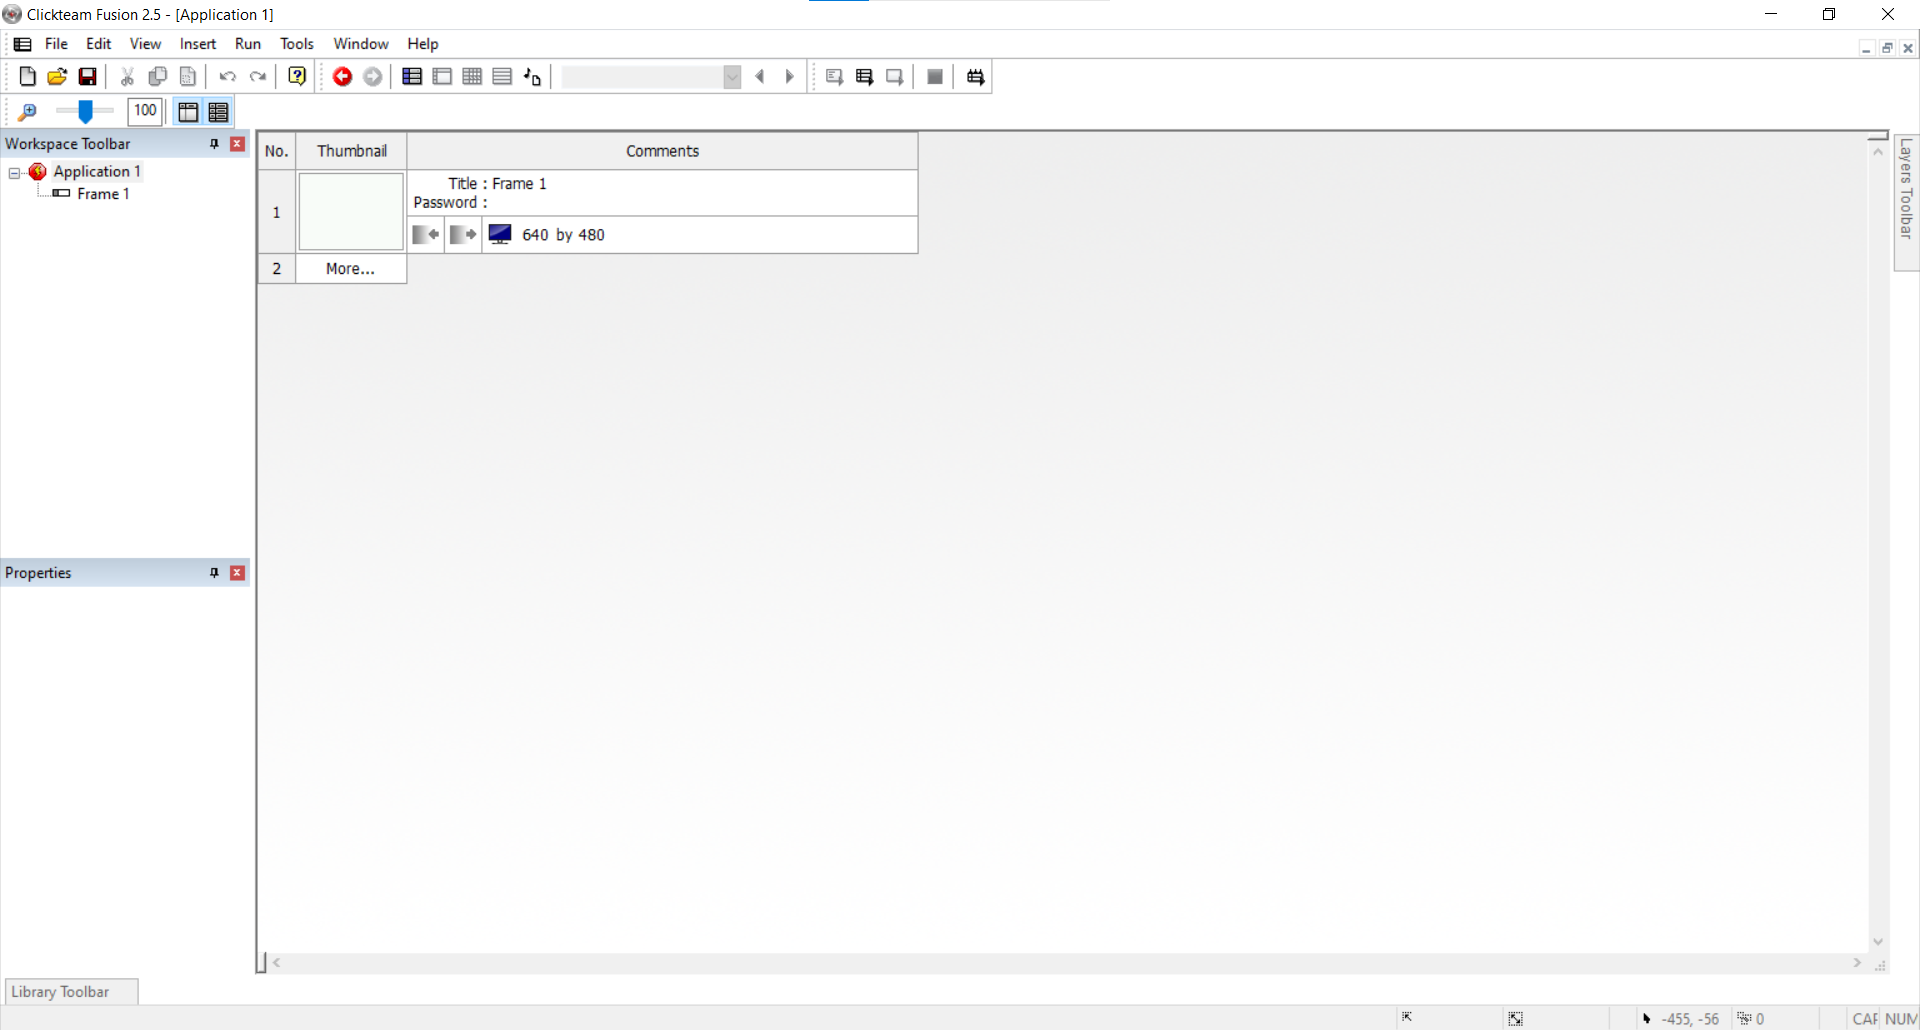 Clickteam Fusion 2.5 - [Application 1]
File Edit View Insert Run Tools Window Help
100
Workspace Toolbar
Application 1
Frame 1
No. Thumbnail Comments
1
Title : Frame 1
Password :
640 by 480
2 More...
Layers Toolbar
Properties
Library Toolbar
-455, -56 0 CAP NUM